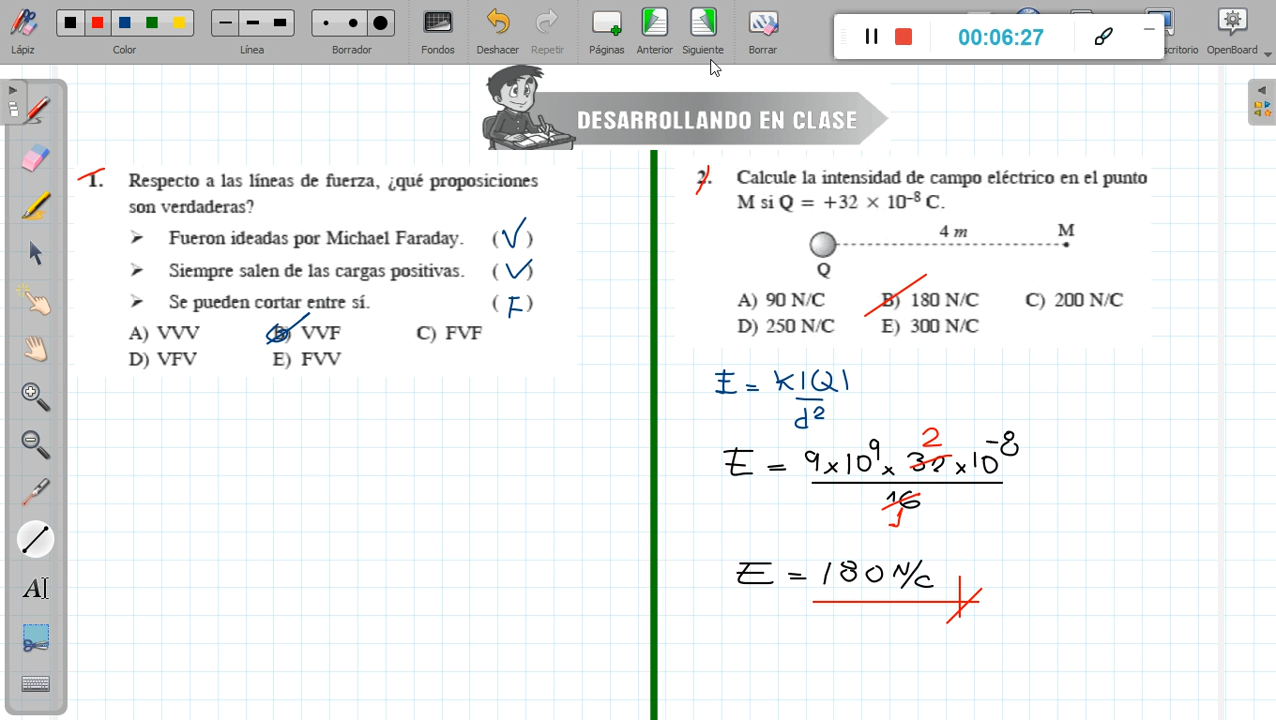 Lápiz Color Línea Borrador Fondos Deshacer Repetir Páginas Anterior Siguiente Borrar OpenBoard
00:06:27
DESARROLLANDO EN CLASE
1. Respecto a las líneas de fuerza, ¿qué proposiciones
son verdaderas?
➤ Fueron ideadas por Michael Faraday. (V)
➤ Siempre salen de las cargas positivas. (V)
➤ Se pueden cortar entre sí. (F)
A) VVV B) VVF C) FVF
D) VFV E) FVV
2. Calcule la intensidad de campo eléctrico en el punto
M si Q = +32 × 10⁻⁸ C.
4 m M
Q
A) 90 N/C B) 180 N/C C) 200 N/C
D) 250 N/C E) 300 N/C
E = K|Q|
d²
2
E = 9×10⁹ × 32 ×10⁻⁸
16
1
E = 180 N/C
AI